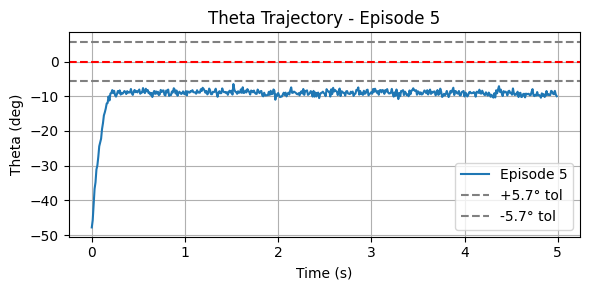 Theta Trajectory - Episode 5
Theta (deg)
0
−10
−20
−30
−40
−50
Episode 5
+5.7° tol
-5.7° tol
0
1
2
3
4
5
Time (s)